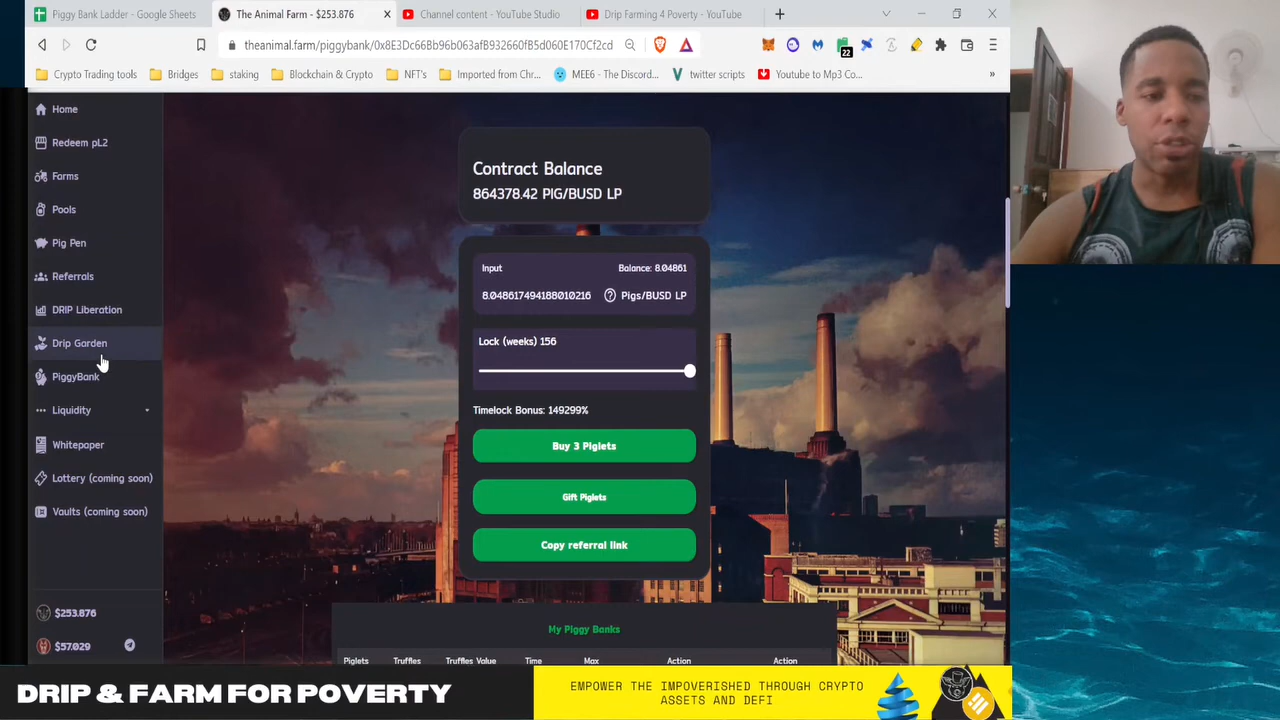 Piggy Bank Ladder - Google Sheets
The Animal Farm - $253.876
Channel content - YouTube Studio
Drip Farming 4 Poverty - YouTube
theanimal.farm/piggybank/0x8E3Dc66Bb96b063afB932660fB5d060E170Cf2cd
22
Crypto Trading tools
Bridges
staking
Blockchain & Crypto
NFT's
Imported from Chr...
MEE6 - The Discord...
twitter scripts
Youtube to Mp3 Co...
»
Home
Redeem pL2
Farms
Pools
Pig Pen
Referrals
DRIP Liberation
Drip Garden
PiggyBank
Liquidity
Whitepaper
Lottery (coming soon)
Vaults (coming soon)
$253.876
$57.029
Contract Balance
864378.42 PIG/BUSD LP
Input Balance: 8.04861
8.048617494188010216 Pigs/BUSD LP
Lock (weeks) 156
Timelock Bonus: 149299%
Buy 3 Piglets
Gift Piglets
Copy referral link
My Piggy Banks
Piglets Truffles Truffles Value Time Max Action Action
DRIP & FARM FOR POVERTY
EMPOWER THE IMPOVERISHED THROUGH CRYPTO
ASSETS AND DEFI